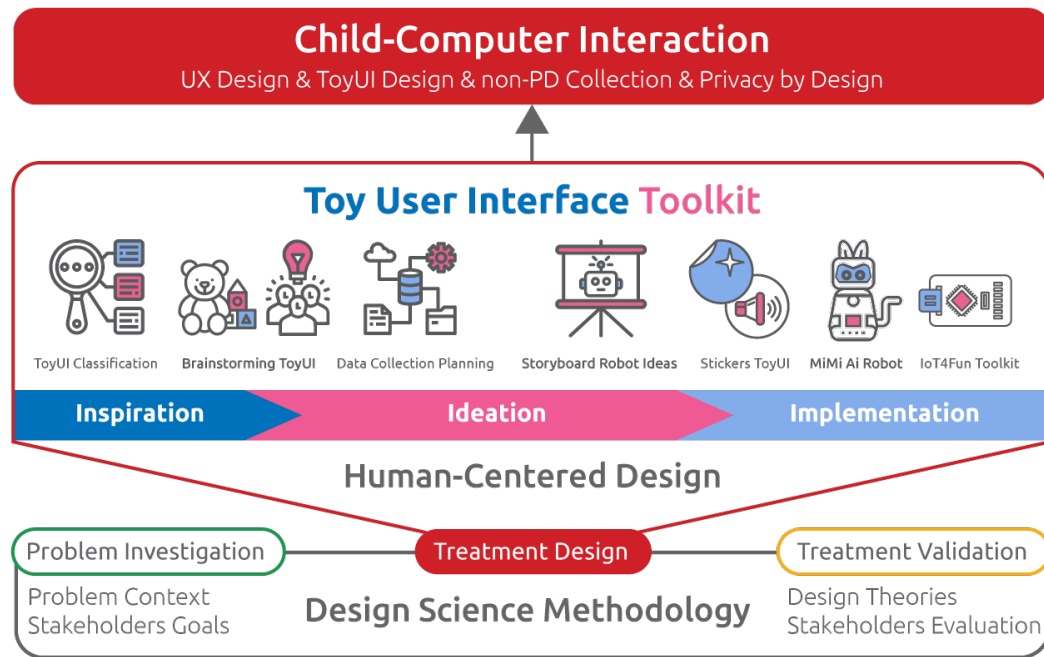 Child-Computer Interaction
UX Design & ToyUI Design & non-PD Collection & Privacy by Design
Toy User Interface Toolkit
ToyUI Classification
Brainstorming ToyUI
Data Collection Planning
Storyboard Robot Ideas
Stickers ToyUI
MiMi Ai Robot
IoT4Fun Toolkit
Inspiration
Ideation
Implementation
Human-Centered Design
Problem Investigation
Treatment Design
Treatment Validation
Problem Context
Stakeholders Goals
Design Science Methodology
Design Theories
Stakeholders Evaluation